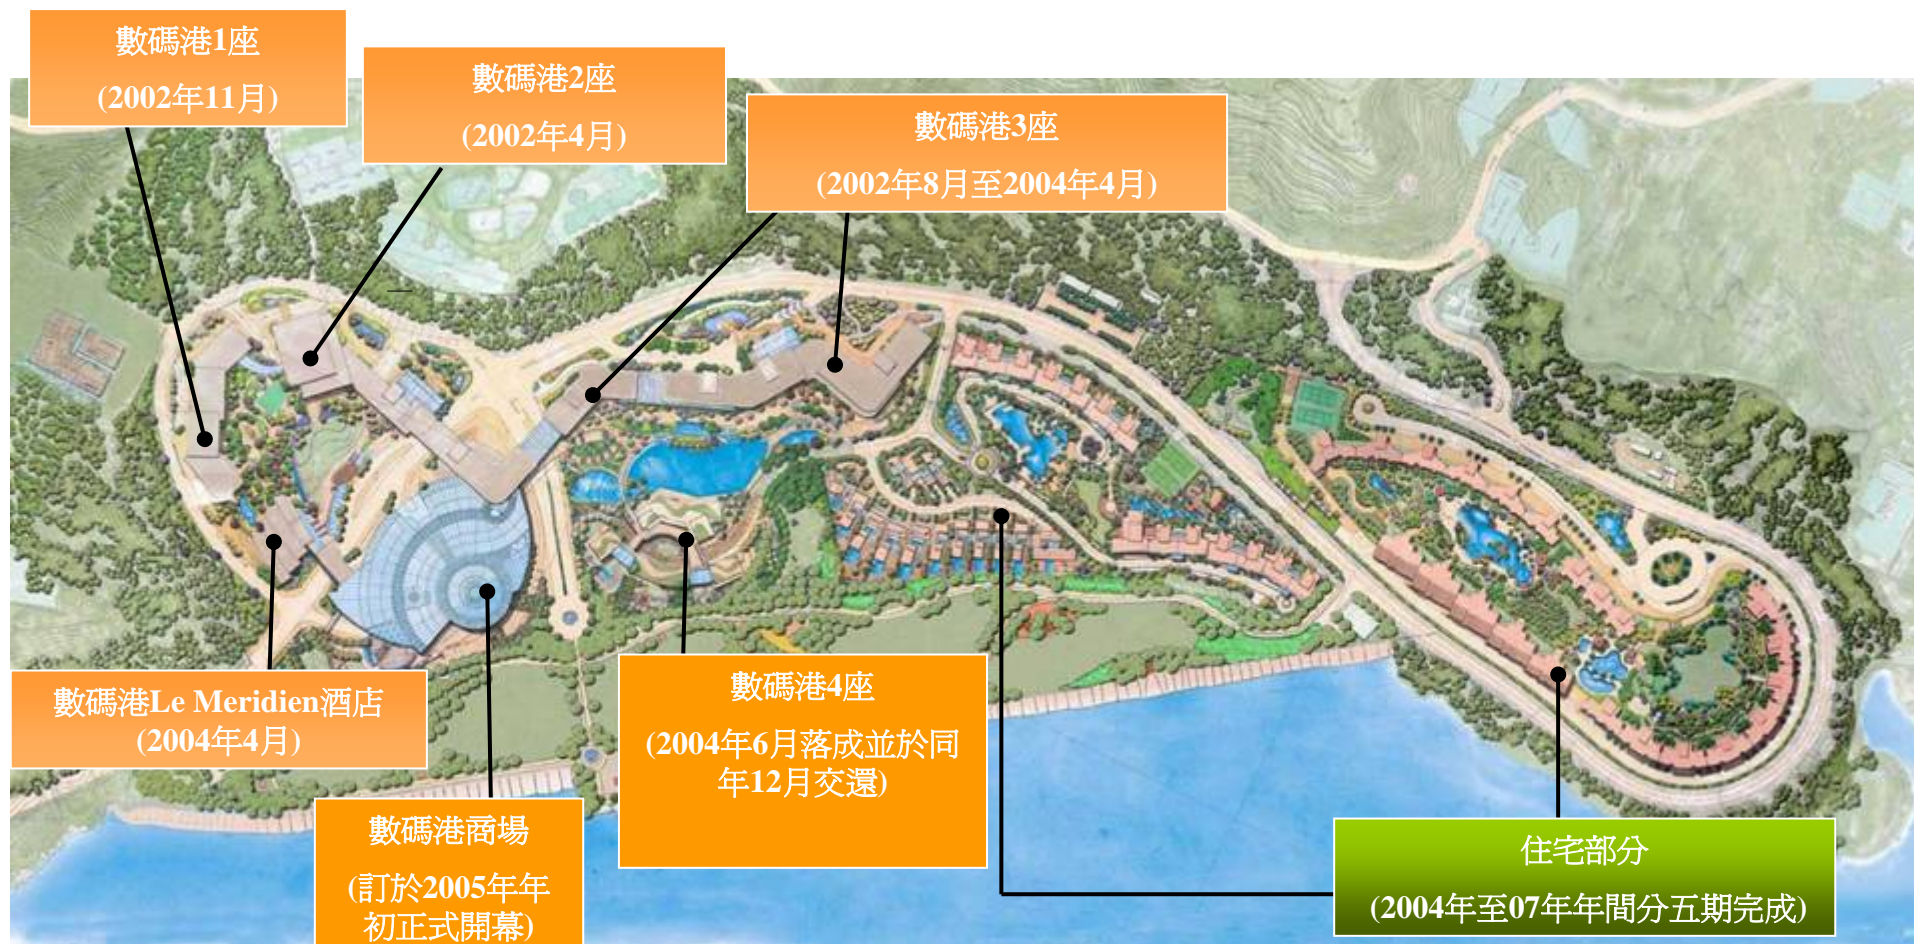 數碼港1座
(2002年11月)
數碼港2座
(2002年4月)
數碼港3座
(2002年8月至2004年4月)
數碼港Le Meridien酒店
(2004年4月)
數碼港商場
(訂於2005年年
初正式開幕)
數碼港4座
(2004年6月落成並於同
年12月交還)
住宅部分
(2004年至07年年間分五期完成)